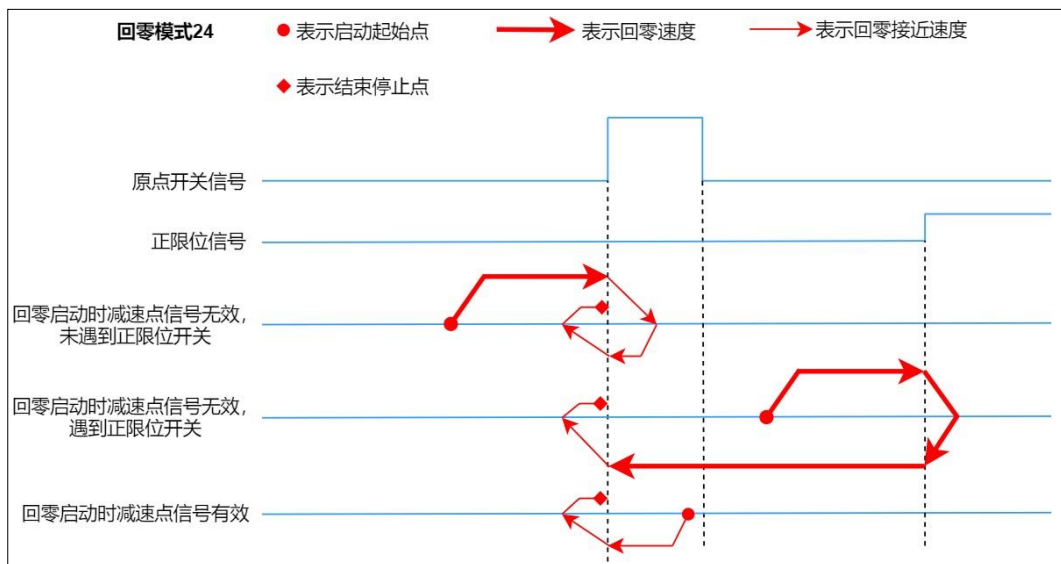 回零模式24
表示启动起始点
表示回零速度
表示回零接近速度
表示结束停止点
原点开关信号
正限位信号
回零启动时减速点信号无效，
未遇到正限位开关
回零启动时减速点信号无效，
遇到正限位开关
回零启动时减速点信号有效